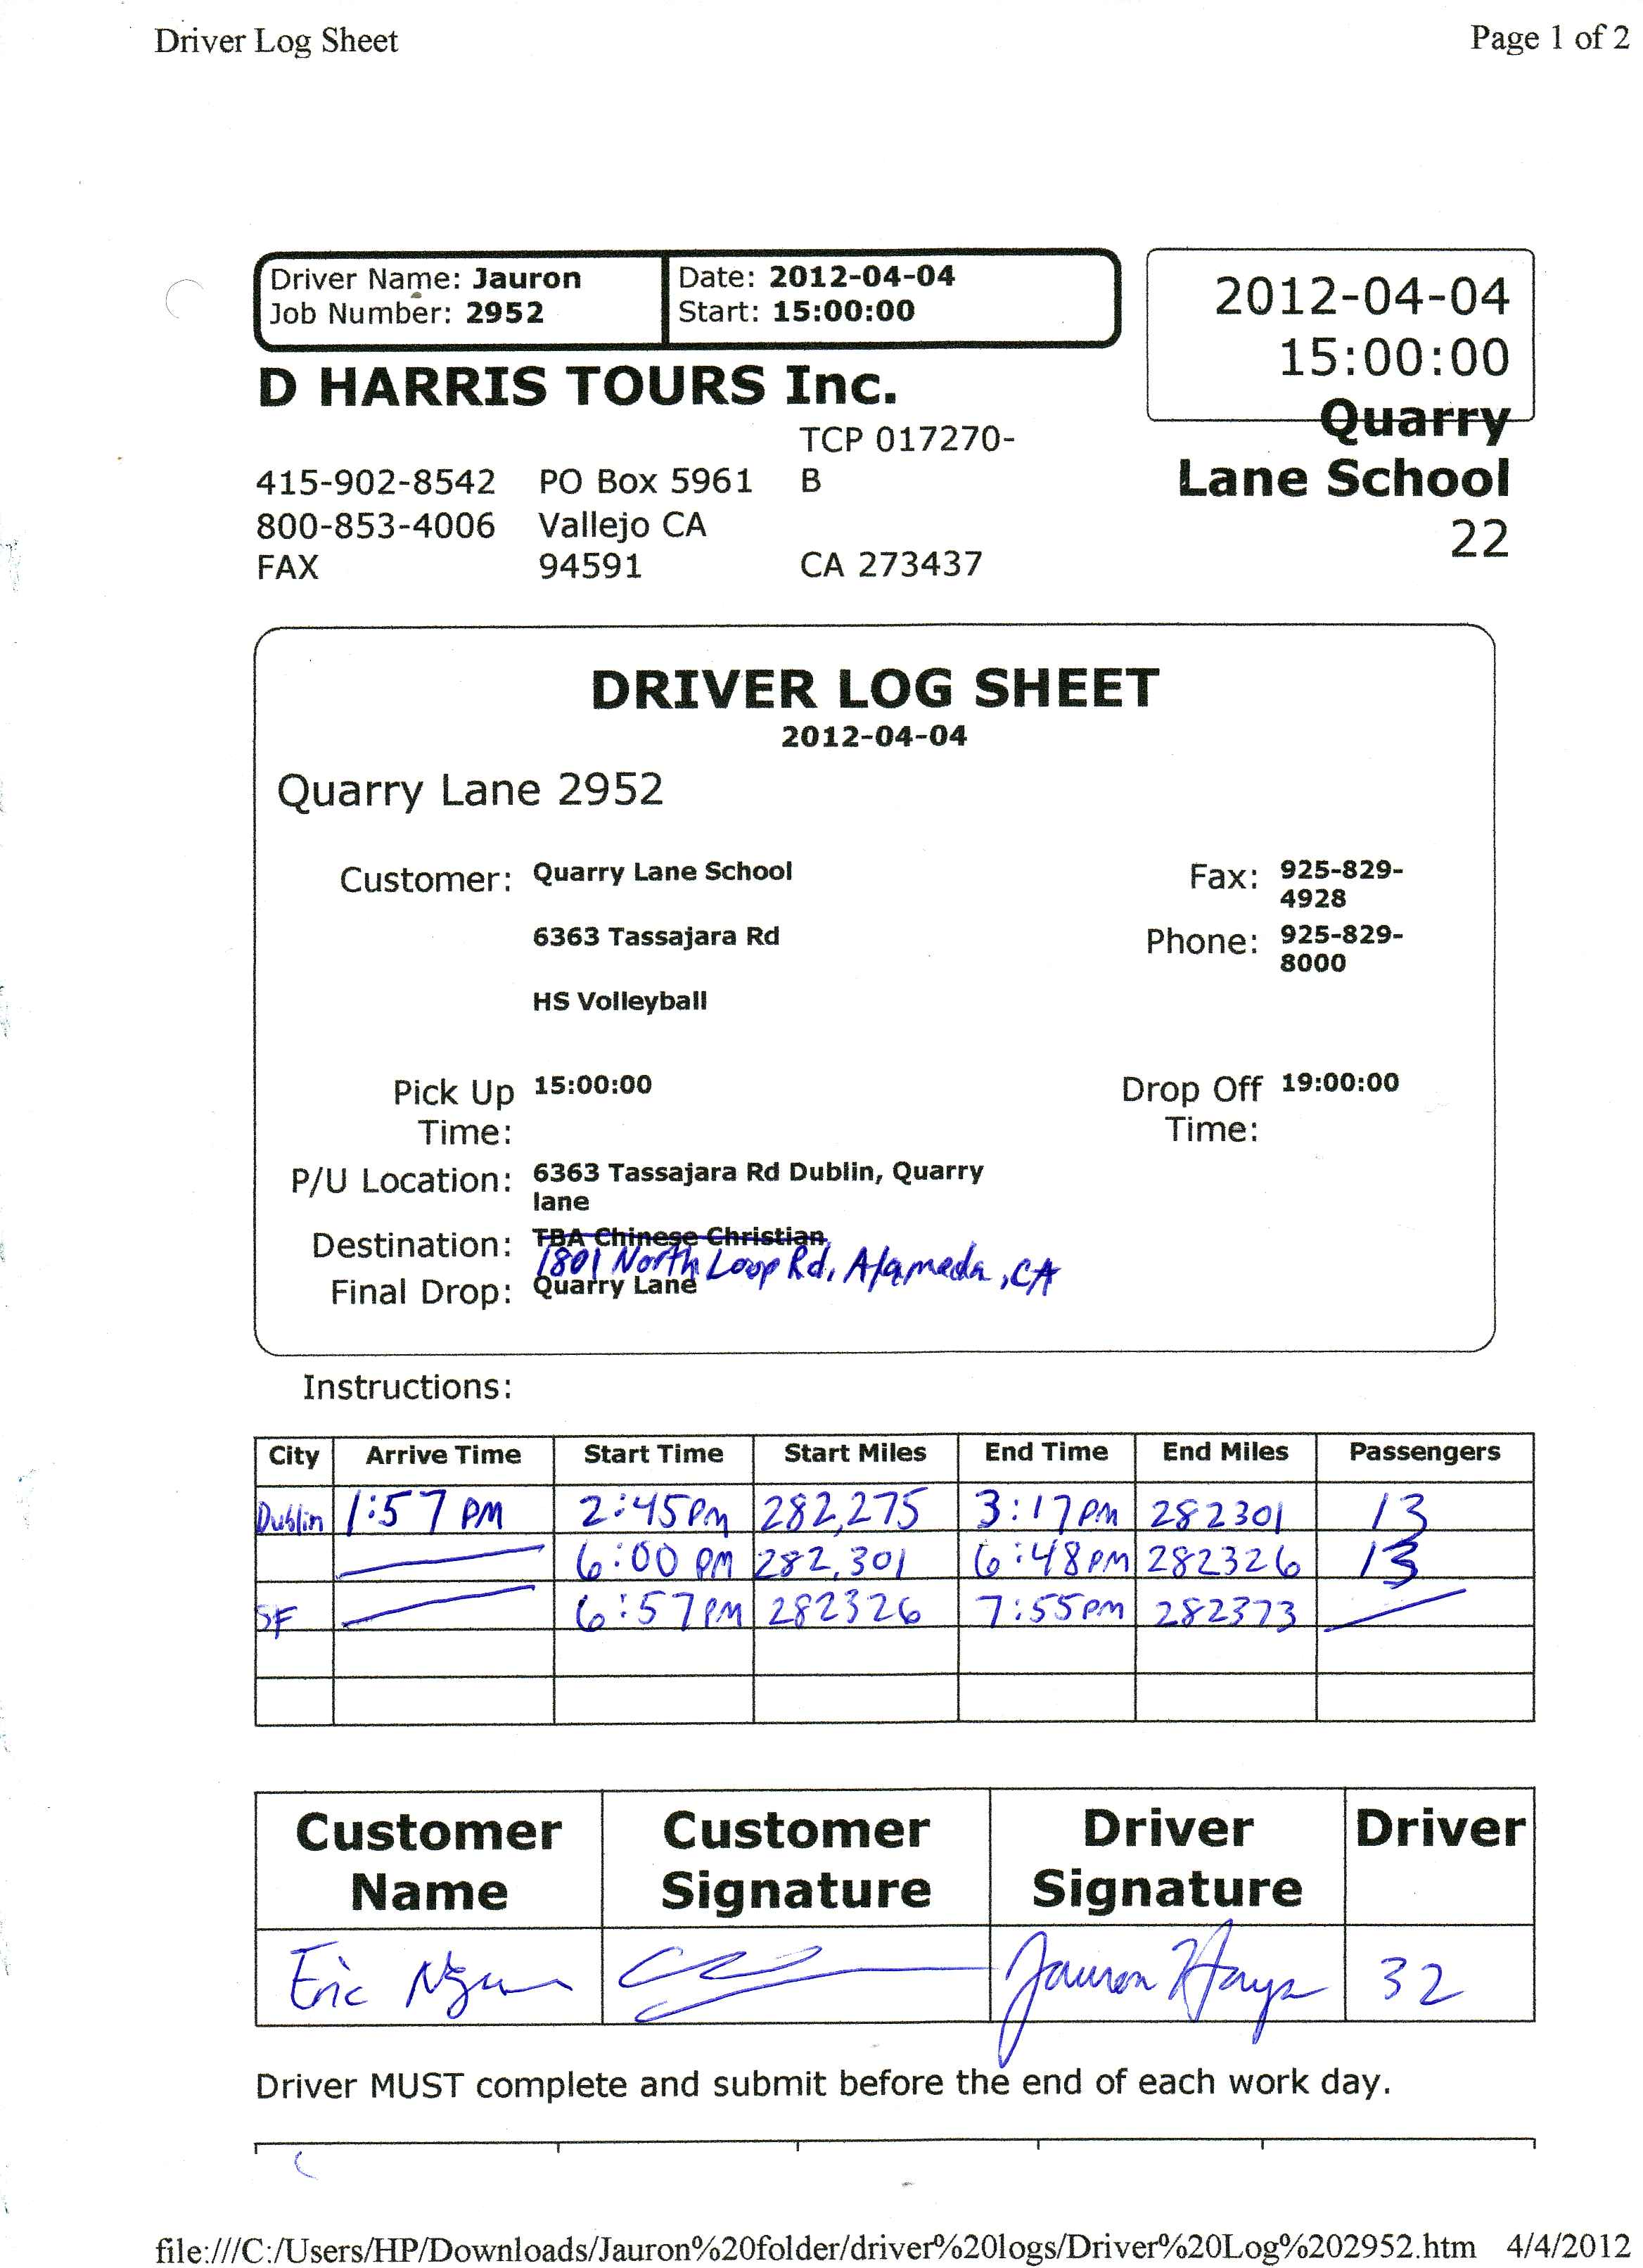 Driver Log Sheet Page 1 of 2
Driver Name: Jauron Date: 2012-04-04
Job Number: 2952 Start: 15:00:00
2012-04-04
15:00:00
Quarry
Lane School
22
D HARRIS TOURS Inc.
TCP 017270-
415-902-8542 PO Box 5961 B
800-853-4006 Vallejo CA
FAX 94591 CA 273437
DRIVER LOG SHEET
2012-04-04
Quarry Lane 2952
Customer: Quarry Lane School Fax: 925-829-
4928
6363 Tassajara Rd Phone: 925-829-
8000
HS Volleyball
Pick Up 15:00:00 Drop Off 19:00:00
Time: Time:
P/U Location: 6363 Tassajara Rd Dublin, Quarry
lane
Destination: TBA Chinese Christian
1801 North Loop Rd, Alameda, CA
Final Drop: Quarry Lane
Instructions:
City Arrive Time Start Time Start Miles End Time End Miles Passengers
Dublin 1:57 PM 2:45pm 282,275 3:17pm 282301 13
6:00 PM 282,301 6:48PM 282326 13
SF 6:57PM 282326 7:55pm 282373
Customer Customer Driver Driver
Name Signature Signature
Eric Jauron Hays 32
Driver MUST complete and submit before the end of each work day.
file:///C:/Users/HP/Downloads/Jauron%20folder/driver%20logs/Driver%20Log%202952.htm 4/4/2012